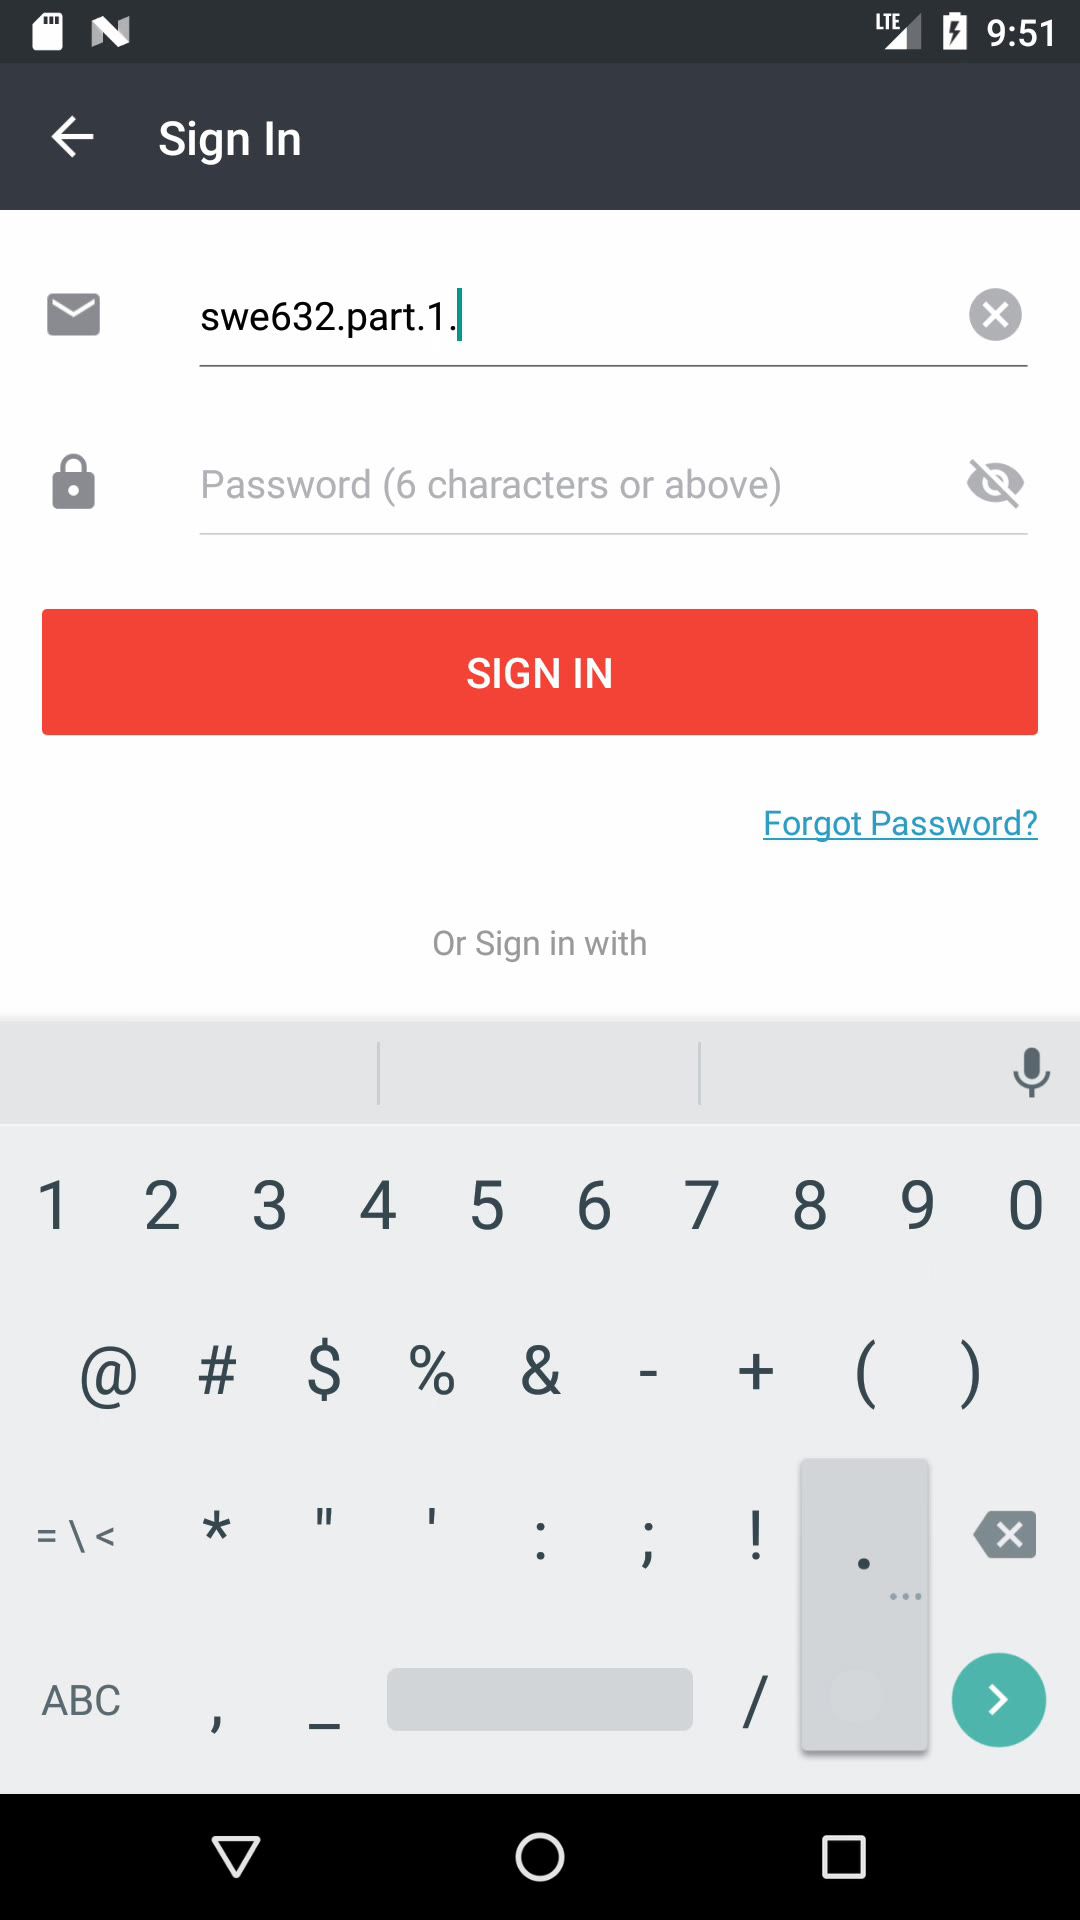 LTE 9:51
Sign In
swe632.part.1.
Password (6 characters or above)
SIGN IN
Forgot Password?
Or Sign in with
1 2 3 4 5 6 7 8 9 0
@ # $ % & - + ( )
= \ < * " ' : ; ! .
ABC , _ /